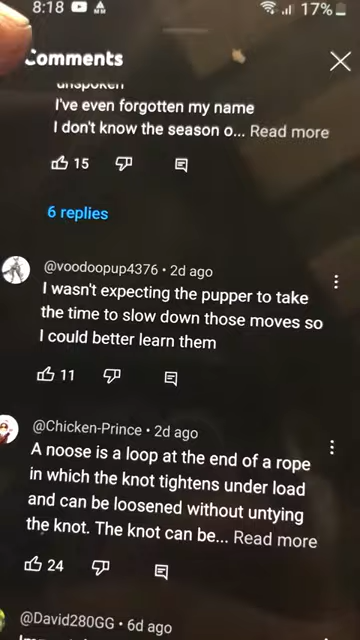 8:18
17%
Comments
unspoken
I've even forgotten my name
I don't know the season o... Read more
15
6 replies
@voodoopup4376 • 2d ago
I wasn't expecting the pupper to take
the time to slow down those moves so
I could better learn them
11
@Chicken-Prince • 2d ago
A noose is a loop at the end of a rope
in which the knot tightens under load
and can be loosened without untying
the knot. The knot can be... Read more
24
@David280GG • 6d ago